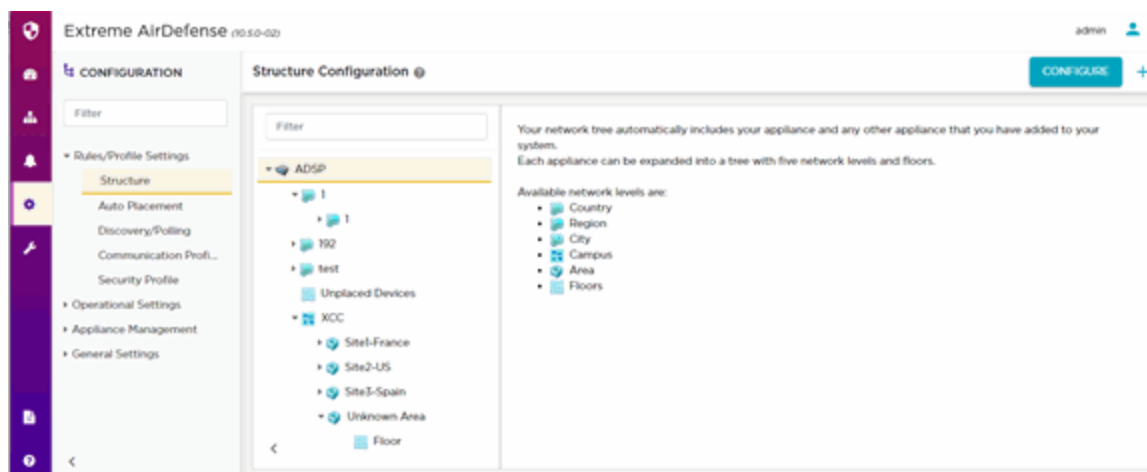 Extreme AirDefense (10.5.0-02)
admin
CONFIGURATION
Structure Configuration
CONFIGURE
Filter
Rules/Profile Settings
Structure
Auto Placement
Discovery/Polling
Communication Profi...
Security Profile
Operational Settings
Appliance Management
General Settings
Filter
ADSP
1
1
192
test
Unplaced Devices
XCC
Site1-France
Site2-US
Site3-Spain
Unknown Area
Floor
Your network tree automatically includes your appliance and any other appliance that you have added to your
system.
Each appliance can be expanded into a tree with five network levels and floors.
Available network levels are:
Country
Region
City
Campus
Area
Floors